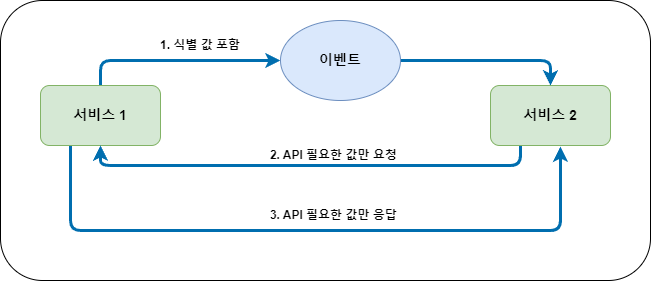 1. 식별 값 포함
이벤트
서비스 1
서비스 2
2. API 필요한 값만 요청
3. API 필요한 값만 응답